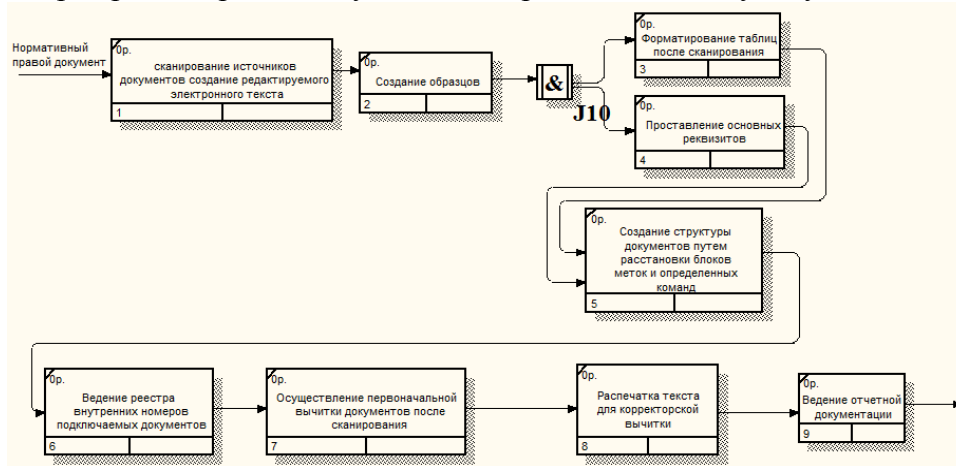 Нормативный
правой документ
0р.
сканирование источников
документов создание редактируемого
электронного текста
1
0р.
Создание образцов
2
&
J10
0р.
Форматирование таблиц
после сканирования
3
0р.
Проставление основных
реквизитов
4
0р.
Создание структуры
документов путем
расстановки блоков
меток и определенных
команд
5
0р.
Ведение реестра
внутренних номеров
подключаемых документов
6
0р.
Осуществление первоначальной
вычитки документов после
сканирования
7
0р.
Распечатка текста
для корректорской
вычитки
8
0р.
Ведение отчетной
документации
9